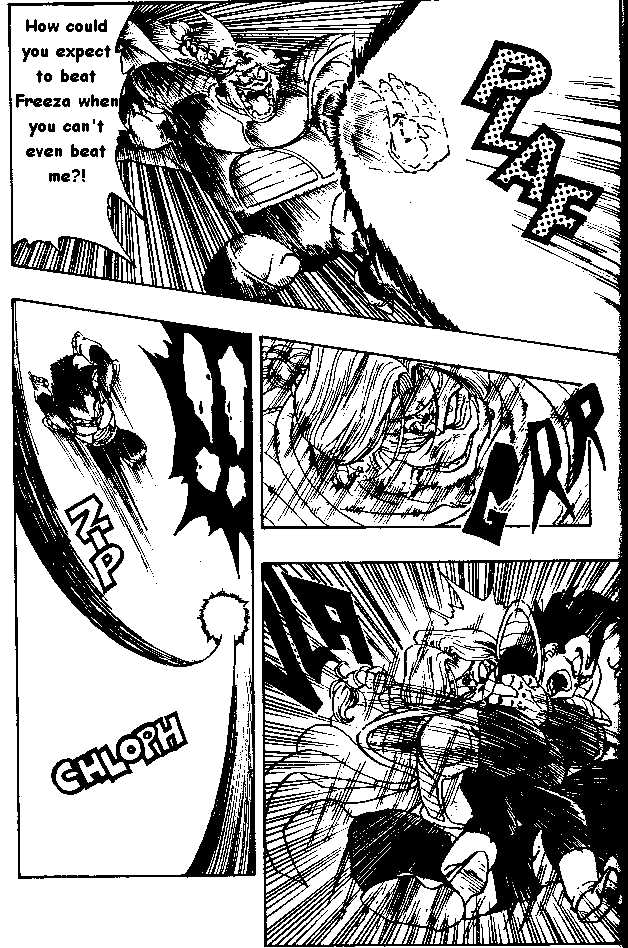 How could
you expect
to beat
Freeza when
you can't
even beat
me?!
PLAF
ZIP
GRR
CHLOPH